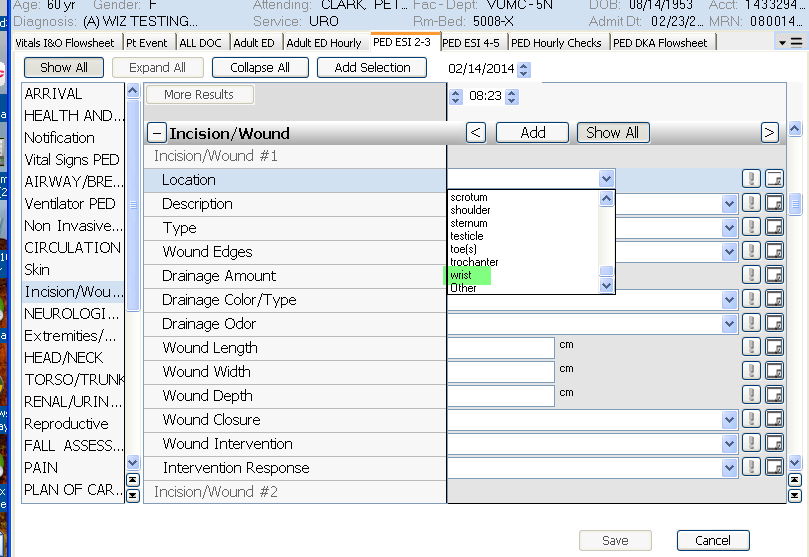 Age: 60 yr Gender: F Attending: CLARK, PET... Fac-Dept: VUMC-5N DOB: 08/14/1953 Acct: 1433294...
Diagnosis: (A) WIZ TESTING... Service: URO Rm-Bed: 5008-X Admit Dt: 02/23/2... MRN: 080014
Vitals I&O Flowsheet Pt Event ALL DOC Adult ED Adult ED Hourly PED ESI 2-3 PED ESI 4-5 PED Hourly Checks PED DKA Flowsheet
Show All Expand All Collapse All Add Selection 02/14/2014
ARRIVAL
HEALTH AND...
Notification
Vital Signs PED
AIRWAY/BRE...
Ventilator PED
Non Invasive...
CIRCULATION
Skin
Incision/Wou...
NEUROLOGI...
Extremities/...
HEAD/NECK
TORSO/TRUNK
RENAL/URIN...
Reproductive
FALL ASSESS...
PAIN
PLAN OF CAR...
More Results 08:23
Incision/Wound < Add Show All >
Incision/Wound #1
Location
Description
Type
Wound Edges
Drainage Amount
Drainage Color/Type
Drainage Odor
Wound Length cm
Wound Width cm
Wound Depth cm
Wound Closure
Wound Intervention
Intervention Response
Incision/Wound #2
scrotum
shoulder
sternum
testicle
toe(s)
trochanter
wrist
Other
Save Cancel